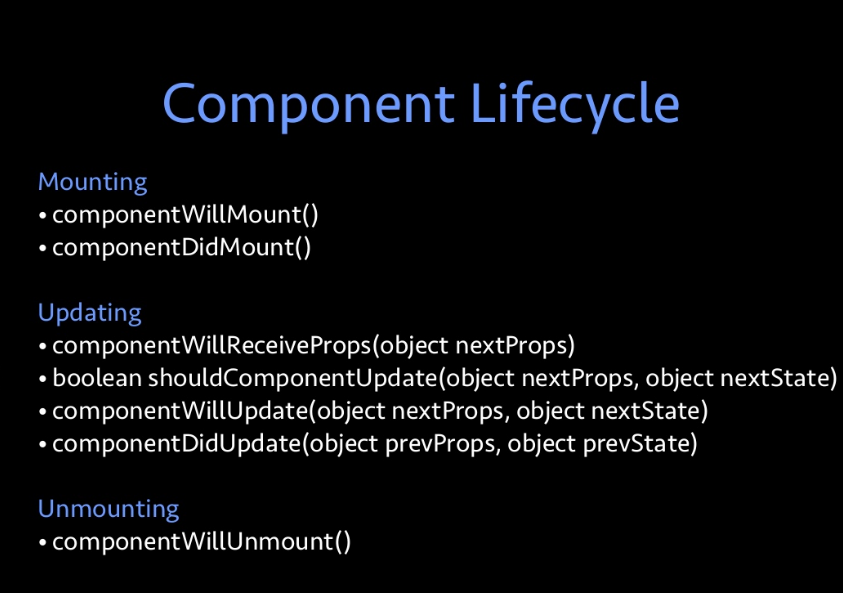 Component Lifecycle
Mounting
• componentWillMount()
• componentDidMount()
Updating
• componentWillReceiveProps(object nextProps)
• boolean shouldComponentUpdate(object nextProps, object nextState)
• componentWillUpdate(object nextProps, object nextState)
• componentDidUpdate(object prevProps, object prevState)
Unmounting
• componentWillUnmount()